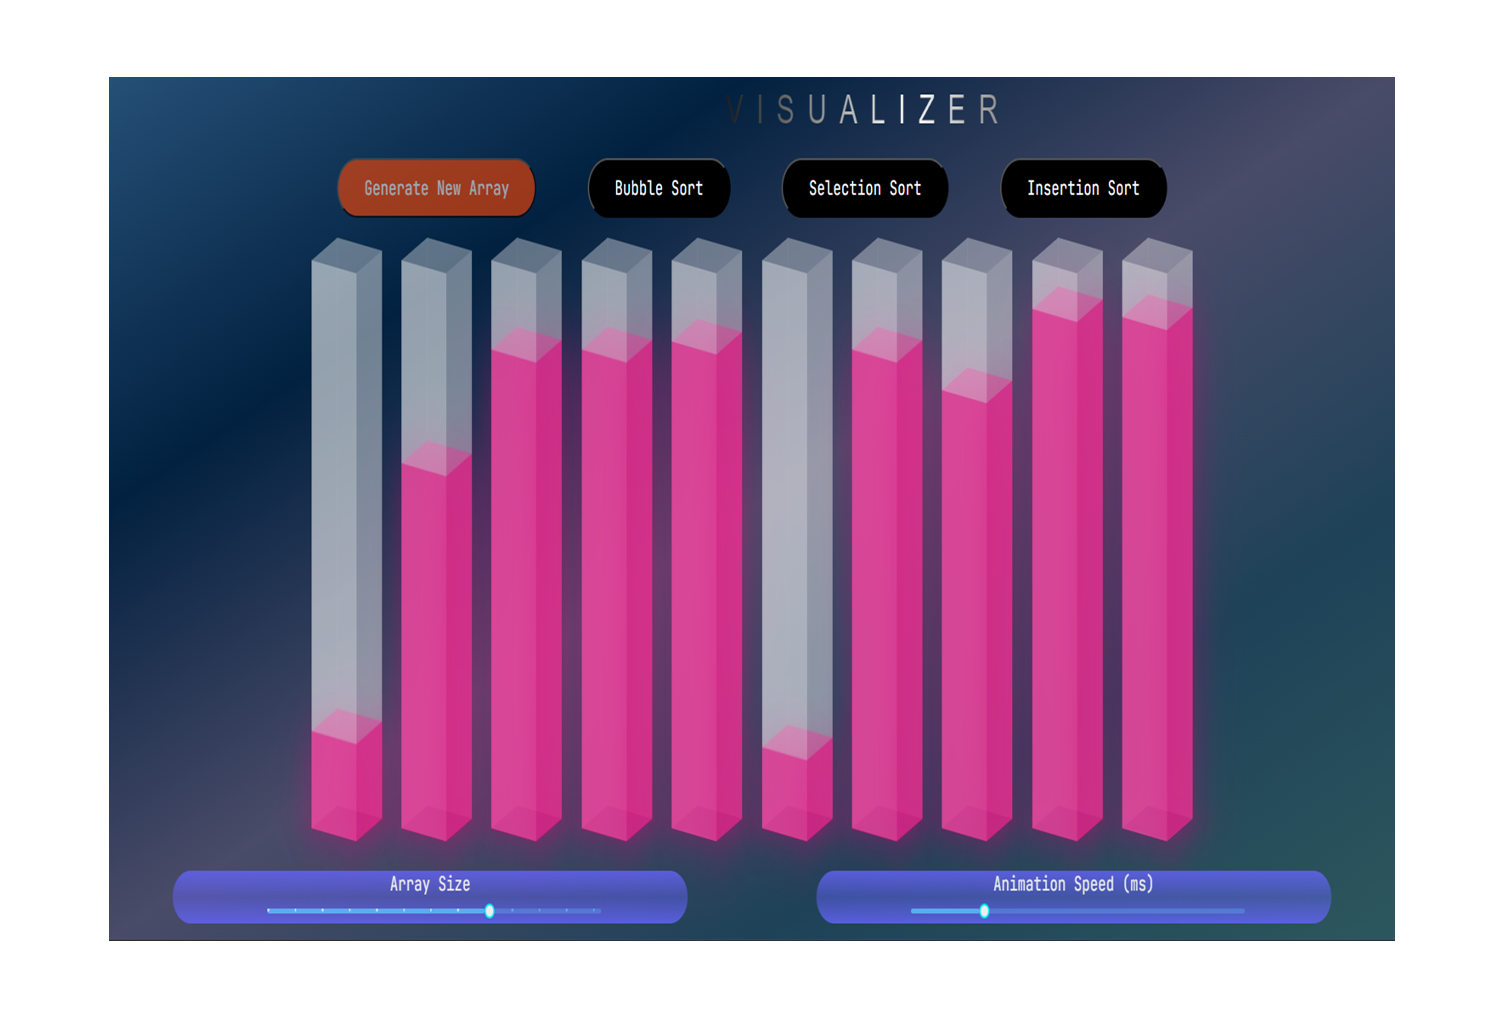 VISUALIZER
Generate New Array
Bubble Sort
Selection Sort
Insertion Sort
Array Size
Animation Speed (ms)